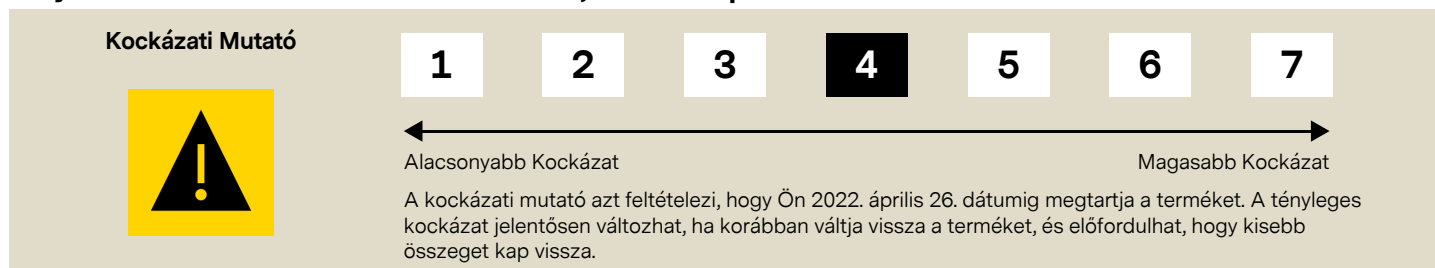 Kockázati Mutató
1 2 3 4 5 6 7
Alacsonyabb Kockázat Magasabb Kockázat
A kockázati mutató azt feltételezi, hogy Ön 2022. április 26. dátumig megtartja a terméket. A tényleges
kockázat jelentősen változhat, ha korábban váltja vissza a terméket, és előfordulhat, hogy kisebb
összeget kap vissza.